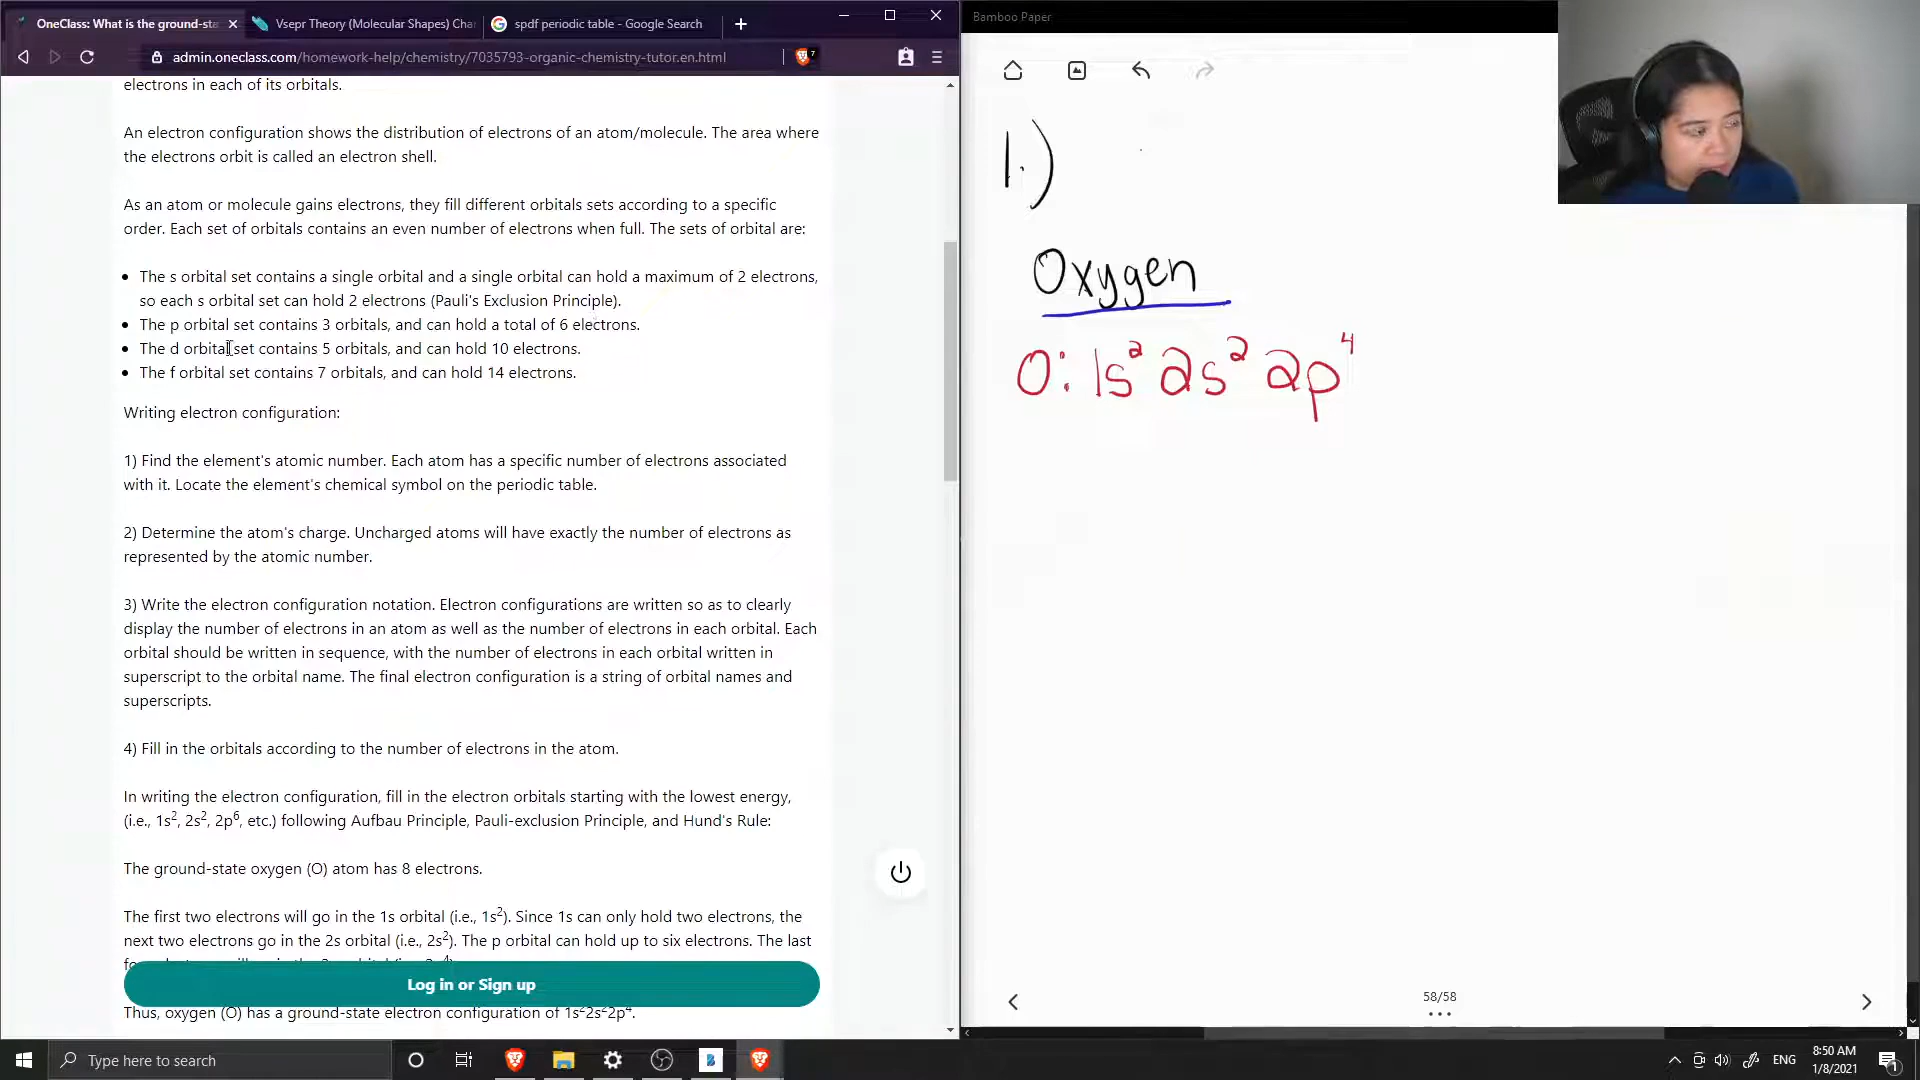 OneClass: What is the ground-sta
Vsepr Theory (Molecular Shapes) Cha
spdf periodic table - Google Search
admin.oneclass.com/homework-help/chemistry/7035793-organic-chemistry-tutor.en.html
7
electrons in each of its orbitals.
An electron configuration shows the distribution of electrons of an atom/molecule. The area where
the electrons orbit is called an electron shell.
As an atom or molecule gains electrons, they fill different orbitals sets according to a specific
order. Each set of orbitals contains an even number of electrons when full. The sets of orbital are:
• The s orbital set contains a single orbital and a single orbital can hold a maximum of 2 electrons,
so each s orbital set can hold 2 electrons (Pauli's Exclusion Principle).
• The p orbital set contains 3 orbitals, and can hold a total of 6 electrons.
• The d orbital set contains 5 orbitals, and can hold 10 electrons.
• The f orbital set contains 7 orbitals, and can hold 14 electrons.
Writing electron configuration:
1) Find the element's atomic number. Each atom has a specific number of electrons associated
with it. Locate the element's chemical symbol on the periodic table.
2) Determine the atom's charge. Uncharged atoms will have exactly the number of electrons as
represented by the atomic number.
3) Write the electron configuration notation. Electron configurations are written so as to clearly
display the number of electrons in an atom as well as the number of electrons in each orbital. Each
orbital should be written in sequence, with the number of electrons in each orbital written in
superscript to the orbital name. The final electron configuration is a string of orbital names and
superscripts.
4) Fill in the orbitals according to the number of electrons in the atom.
In writing the electron configuration, fill in the electron orbitals starting with the lowest energy,
(i.e., 1s², 2s², 2p⁶, etc.) following Aufbau Principle, Pauli-exclusion Principle, and Hund's Rule:
The ground-state oxygen (O) atom has 8 electrons.
The first two electrons will go in the 1s orbital (i.e., 1s²). Since 1s can only hold two electrons, the
next two electrons go in the 2s orbital (i.e., 2s²). The p orbital can hold up to six electrons. The last
Log in or Sign up
Thus, oxygen (O) has a ground-state electron configuration of 1s²2s²2p⁴.
Bamboo Paper
1.)
Oxygen
O: 1s² 2s² 2p⁴
58/58
Type here to search
ENG
8:50 AM
1/8/2021
1